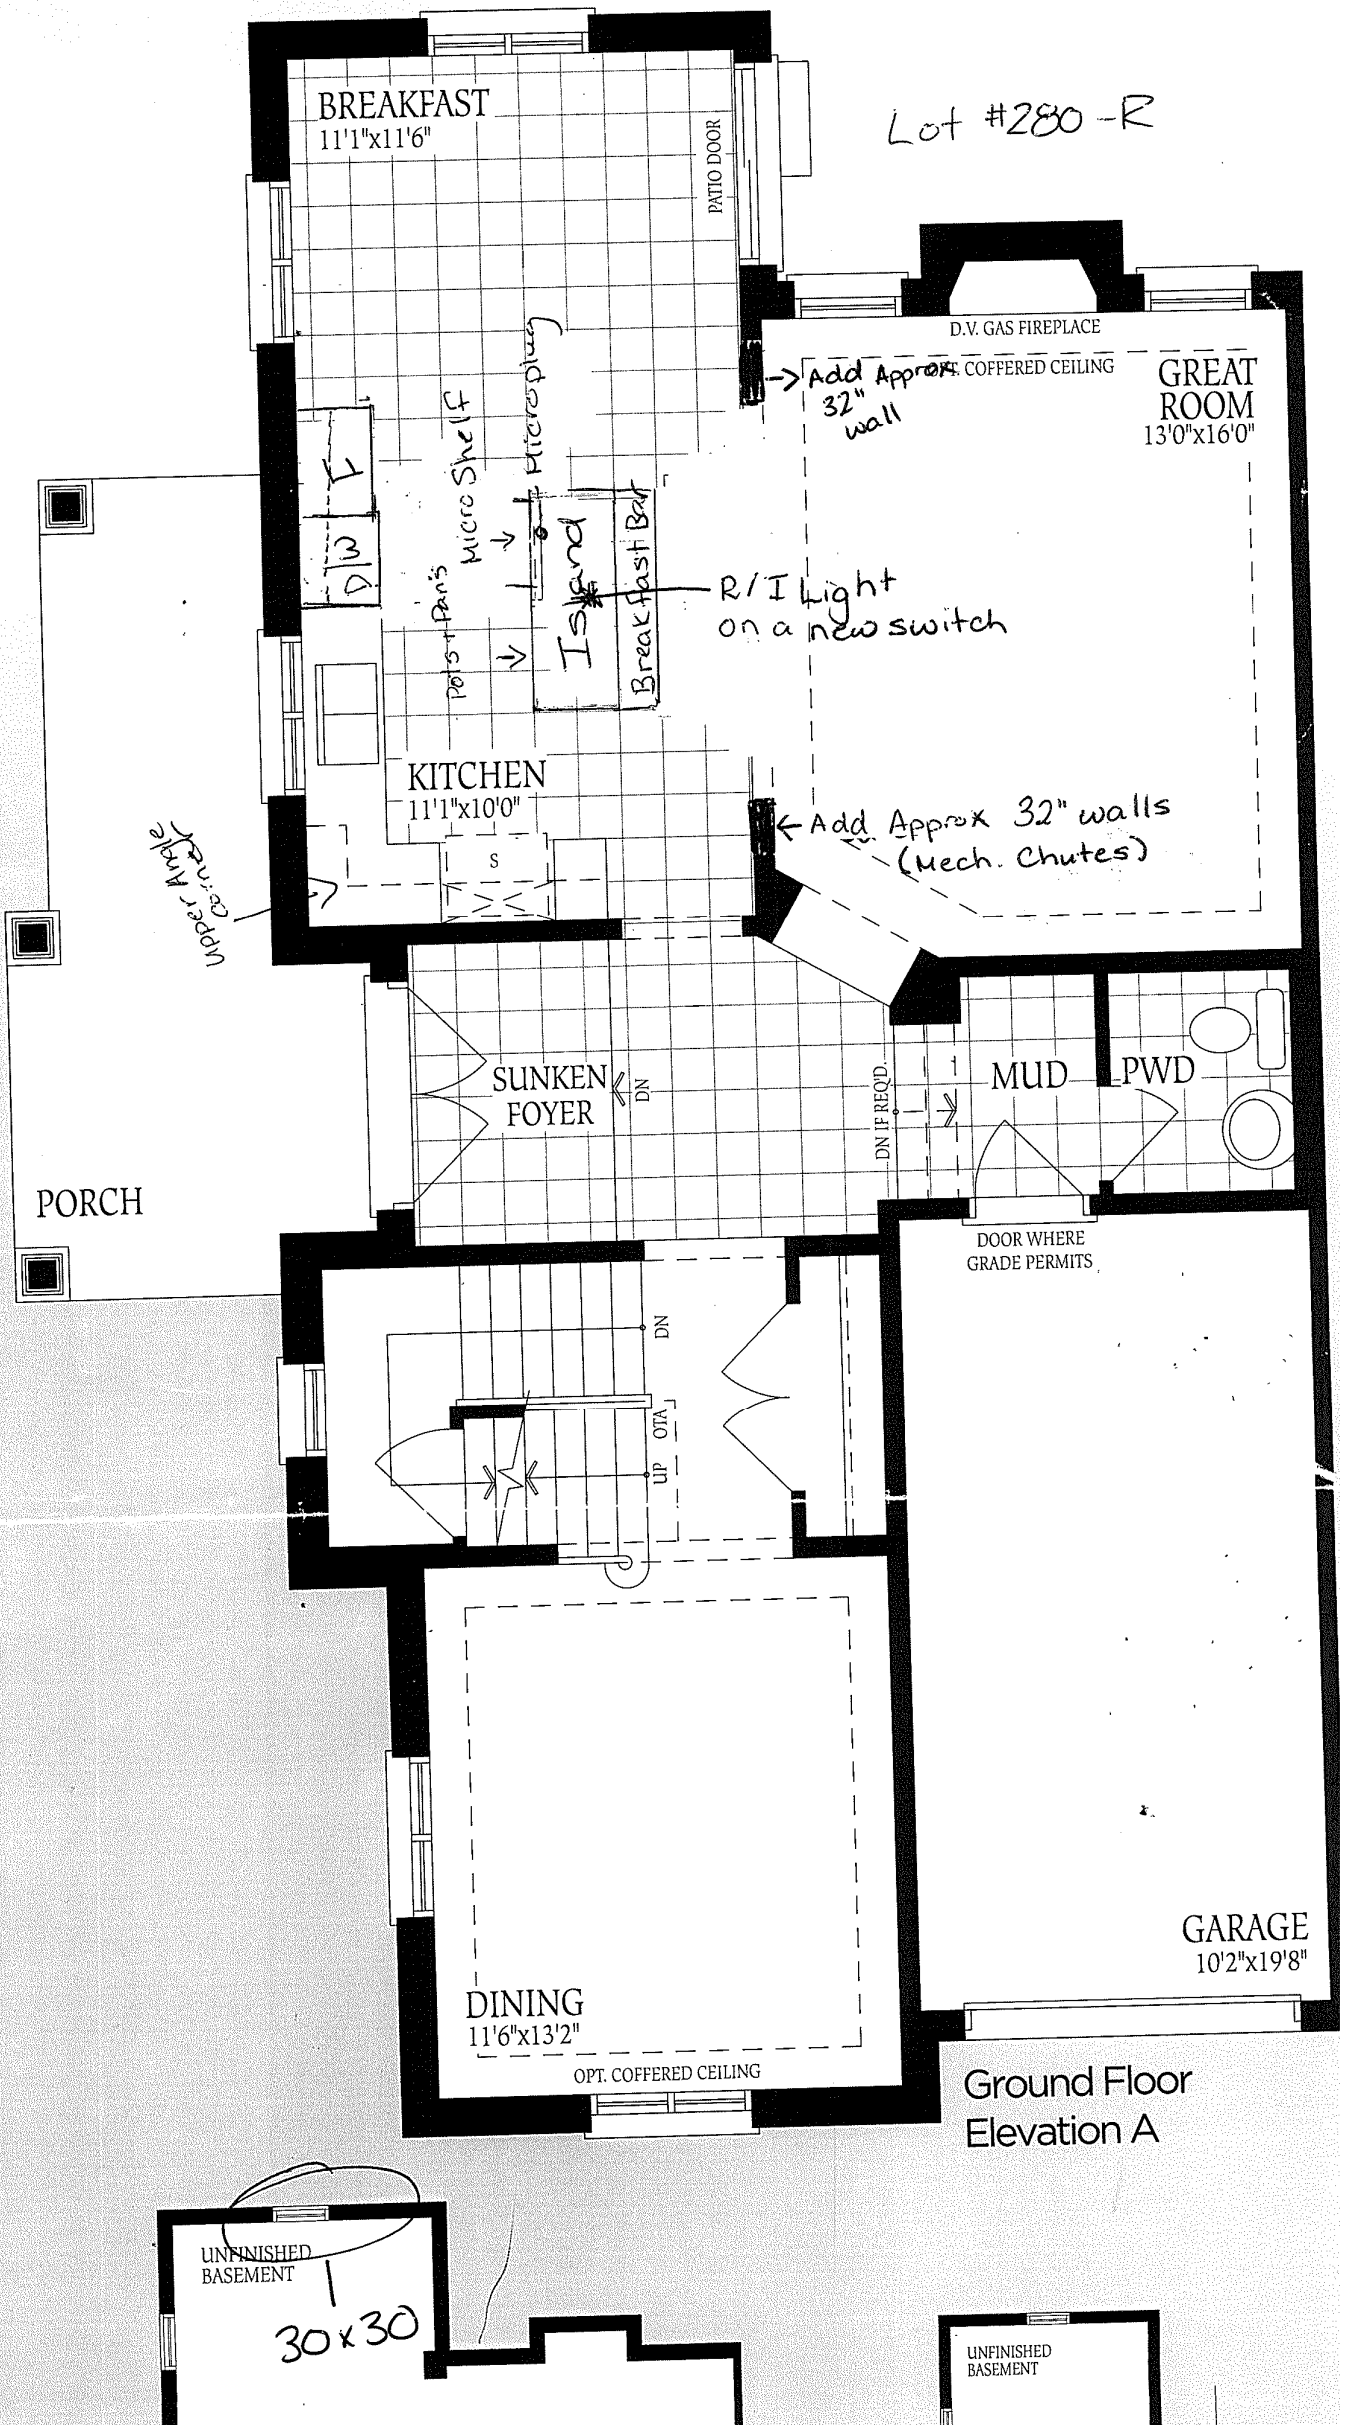 Lot #280-R
BREAKFAST
11'1"x11'6"
PATIO DOOR
D.V. GAS FIREPLACE
COFFERED CEILING
GREAT
ROOM
13'0"x16'0"
Add Approx
32"
wall
Microplug
Micro Shelf
Pots + Pans
Island
Breakfast Bar
D/W
R/I Light
on a new switch
KITCHEN
11'1"x10'0"
S
Add Approx 32" walls
(Mech. Chutes)
Upper Angle
corner
SUNKEN
FOYER
DN
DN IF REQ'D.
MUD
PWD
PORCH
DOOR WHERE
GRADE PERMITS
DN
UP
OTA
GARAGE
10'2"x19'8"
DINING
11'6"x13'2"
OPT. COFFERED CEILING
Ground Floor
Elevation A
UNFINISHED
BASEMENT
30x30
UNFINISHED
BASEMENT